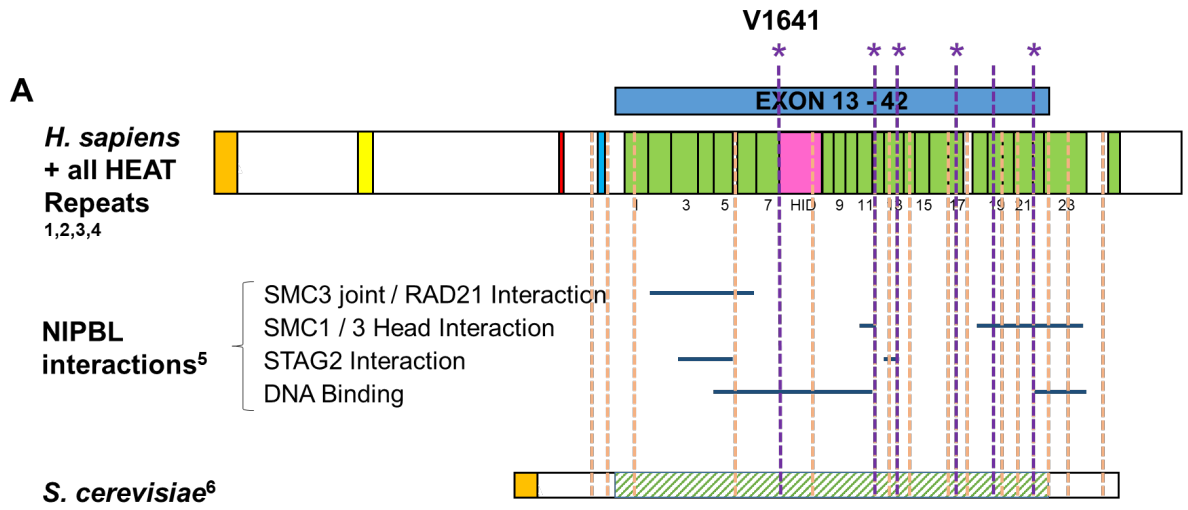 V1641
* * * * *
A
EXON 13 - 42
H. sapiens
+ all HEAT
Repeats
1,2,3,4
1 3 5 7 HID 9 11 13 15 17 19 21 23
SMC3 joint / RAD21 Interaction
SMC1 / 3 Head Interaction
STAG2 Interaction
DNA Binding
NIPBL
interactions⁵
S. cerevisiae⁶